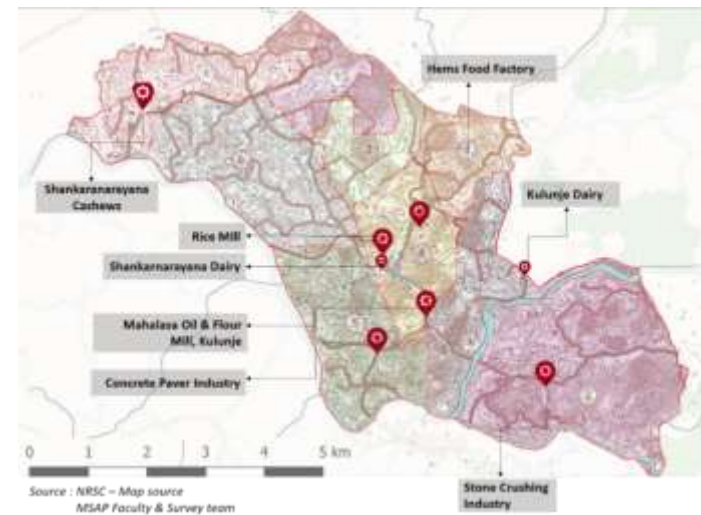 Hems Food Factory
Shankaranarayana
Cashews
Kulunje Dairy
Rice Mill
Shankarnarayana Dairy
Mahalasa Oil & Flour
Mill, Kulunje
Concrete Paver Industry
0 1 2 3 4 5 km
Stone Crushing
Industry
Source : NRSC – Map source
MSAP Faculty & Survey team